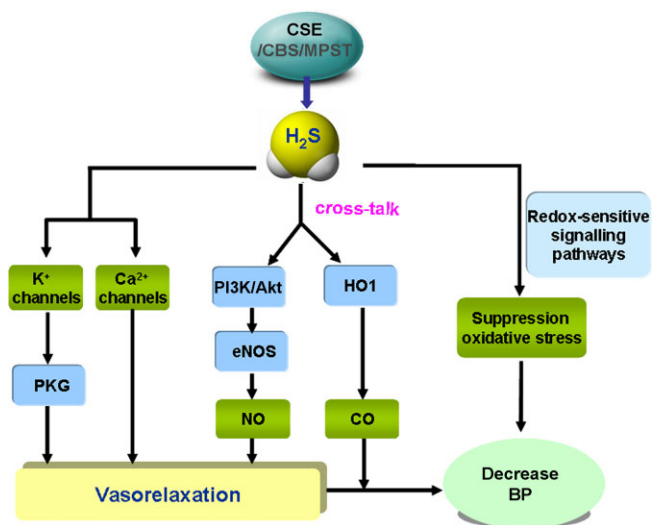 CSE
/CBS/MPST
H₂S
cross-talk
Redox-sensitive
signalling
pathways
K⁺
channels
Ca²⁺
channels
PI3K/Akt
HO1
Suppression
oxidative stress
eNOS
PKG
NO
CO
Vasorelaxation
Decrease
BP